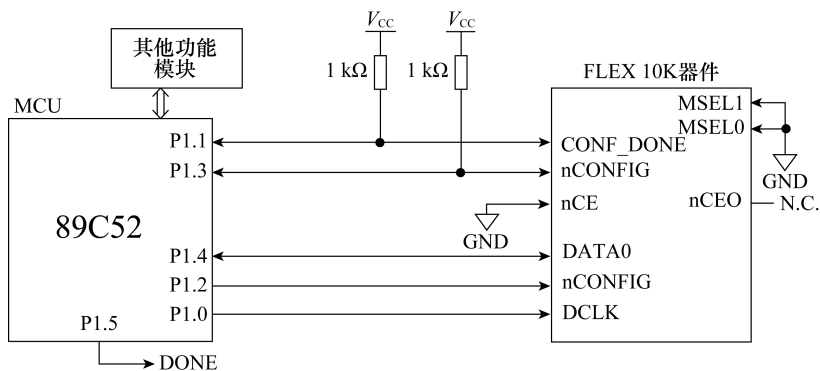 V_CC
V_CC
其他功能
模块
1 kΩ
1 kΩ
FLEX 10K器件
MCU
MSEL1
MSEL0
P1.1
CONF_DONE
P1.3
nCONFIG
GND
nCE
nCEO
N.C.
89C52
GND
P1.4
DATA0
P1.2
nCONFIG
P1.0
DCLK
P1.5
DONE